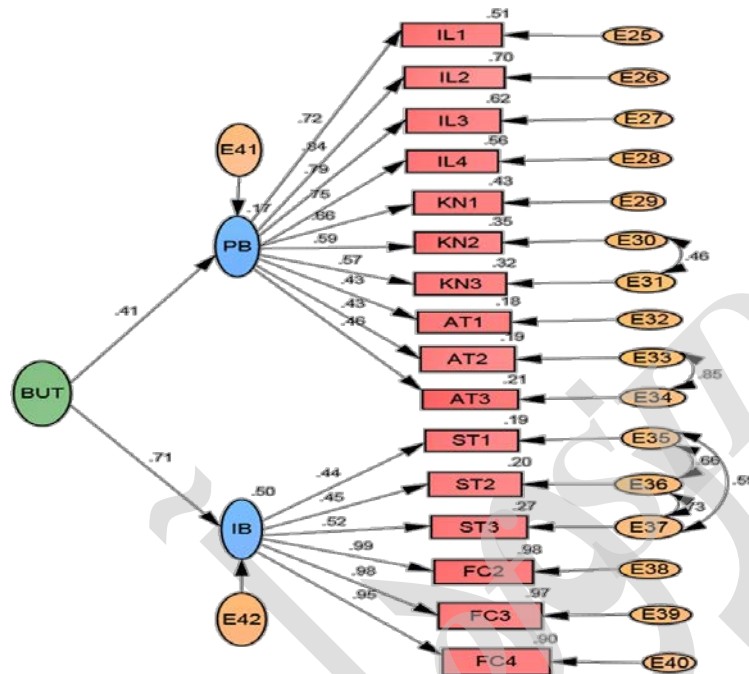 .51
IL1
E25
.70
IL2
E26
.72
.62
IL3
E27
.84
E41
.79
.56
IL4
E28
.75
.43
.17
KN1
E29
.66
.35
PB
.59
KN2
E30
.46
.57
.32
KN3
E31
.43
.18
.41
.43
AT1
E32
.46
.19
AT2
E33
.85
.21
BUT
AT3
E34
.19
ST1
E35
.71
.44
.20
.66
.59
.50
.45
ST2
E36
.27
.73
IB
.52
ST3
E37
.99
.98
FC2
E38
.98
.97
.95
FC3
E39
E42
.90
FC4
E40